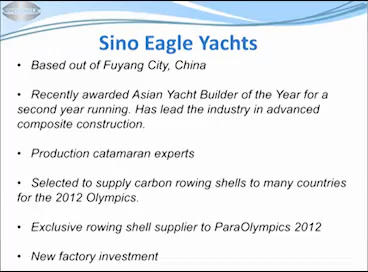 Sino Eagle Yachts
• Based out of Fuyang City, China
• Recently awarded Asian Yacht Builder of the Year for a
second year running. Has lead the industry in advanced
composite construction.
• Production catamaran experts
• Selected to supply carbon rowing shells to many countries
for the 2012 Olympics.
• Exclusive rowing shell supplier to ParaOlympics 2012
• New factory investment